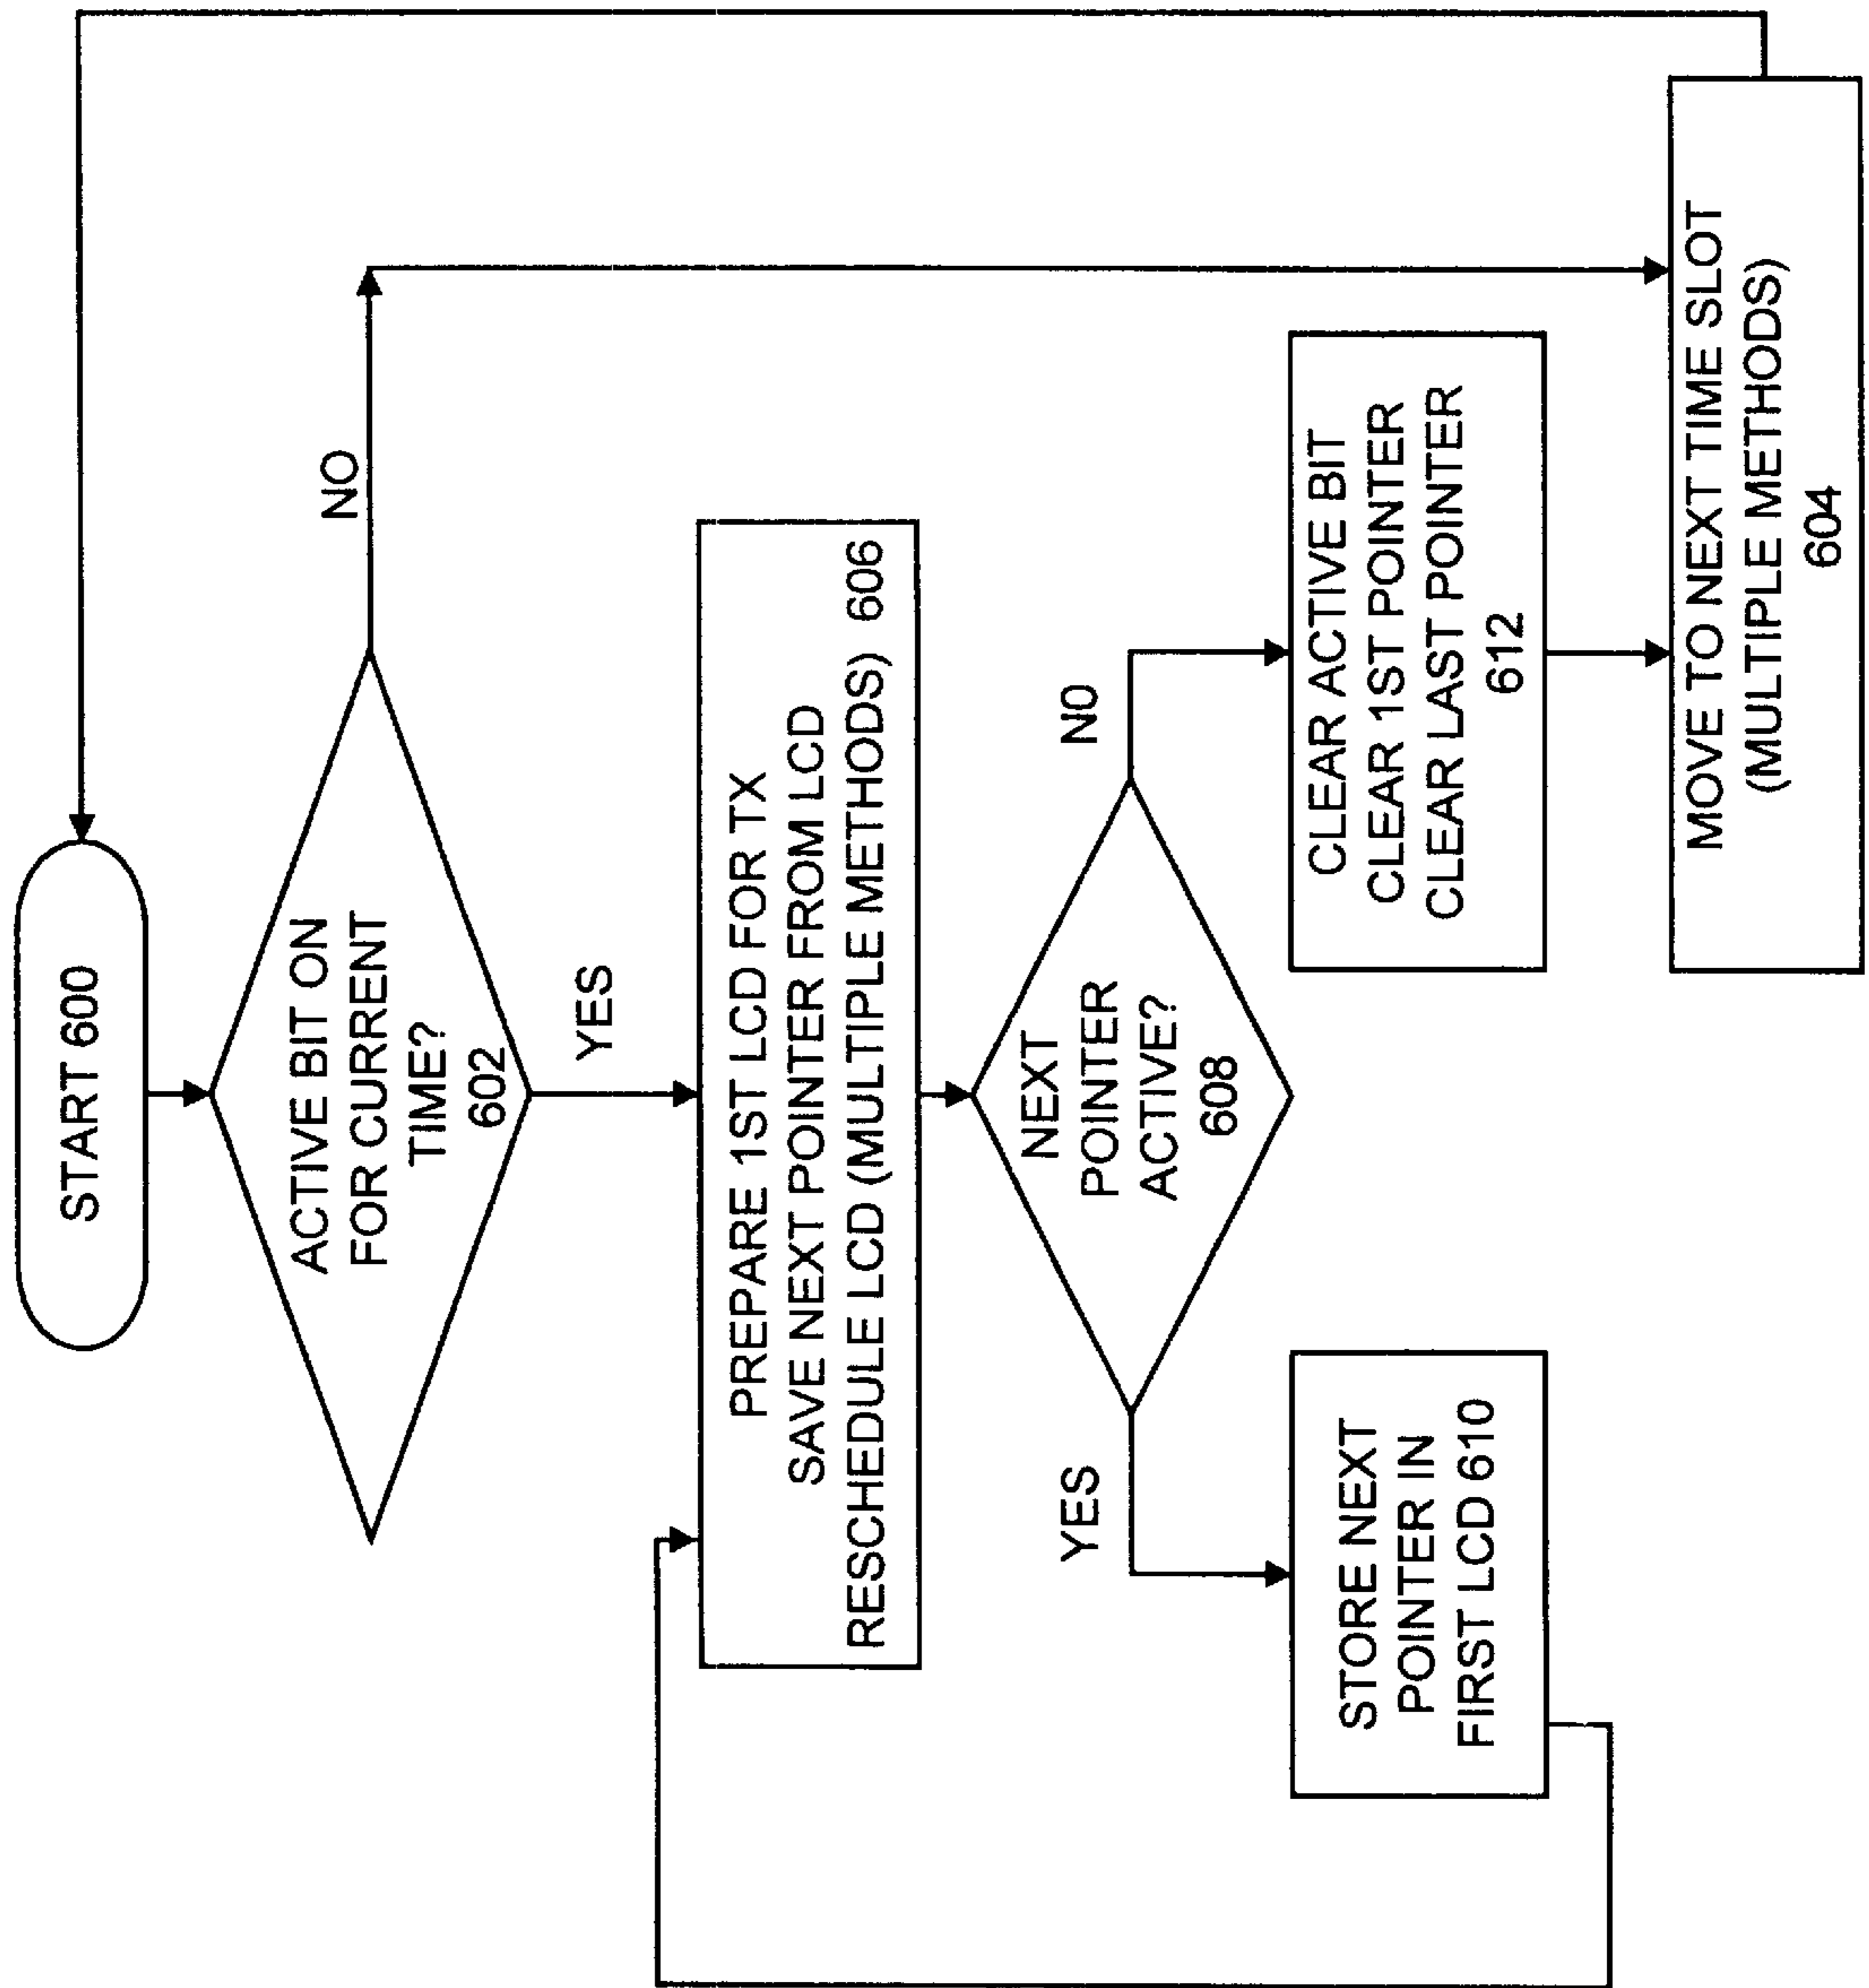 START 600
ACTIVE BIT ON
FOR CURRENT
TIME?
602
NO
YES
PREPARE 1ST LCD FOR TX
SAVE NEXT POINTER FROM LCD
RESCHEDULE LCD (MULTIPLE METHODS) 606
NEXT
POINTER
ACTIVE?
608
YES
NO
STORE NEXT
POINTER IN
FIRST LCD 610
CLEAR ACTIVE BIT
CLEAR 1ST POINTER
CLEAR LAST POINTER
612
MOVE TO NEXT TIME SLOT
(MULTIPLE METHODS)
604